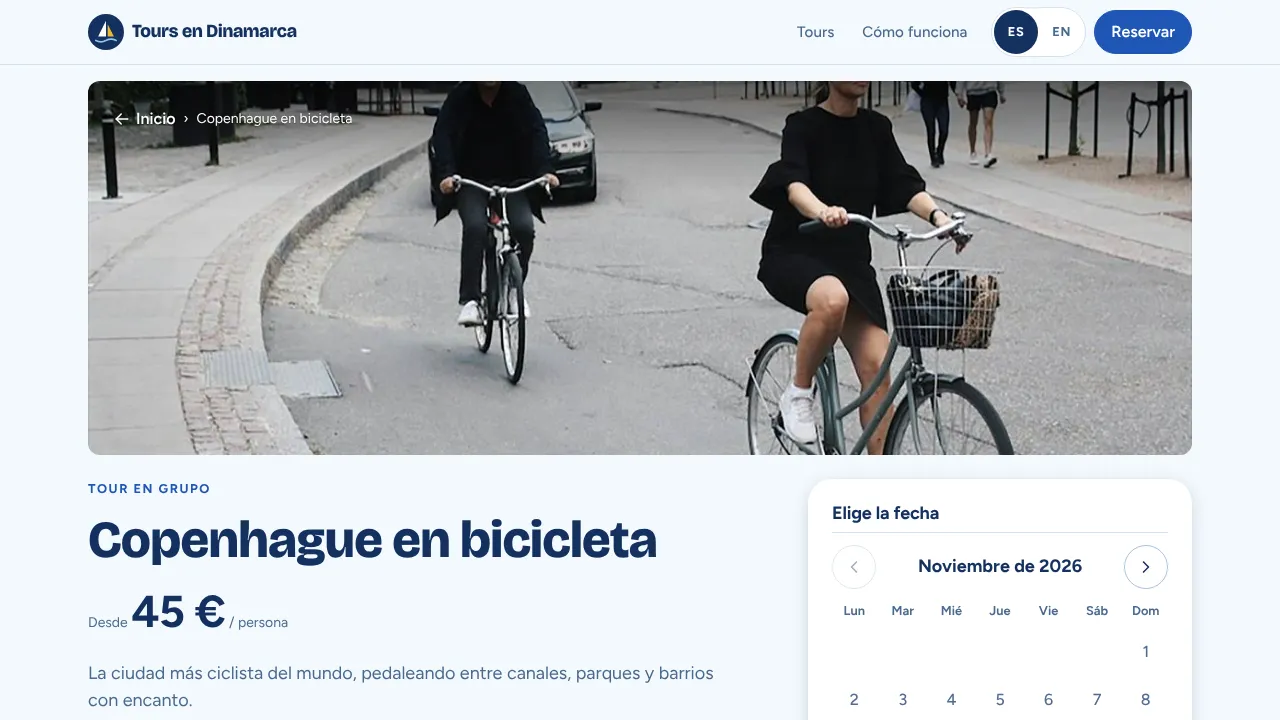 Tours en Dinamarca
Tours
Cómo funciona
ES
EN
Reservar
Inicio › Copenhague en bicicleta
TOUR EN GRUPO
Copenhague en bicicleta
Desde 45 € / persona
La ciudad más ciclista del mundo, pedaleando entre canales, parques y barrios
con encanto.
Elige la fecha
Noviembre de 2026
Lun Mar Mié Jue Vie Sáb Dom
1
2 3 4 5 6 7 8